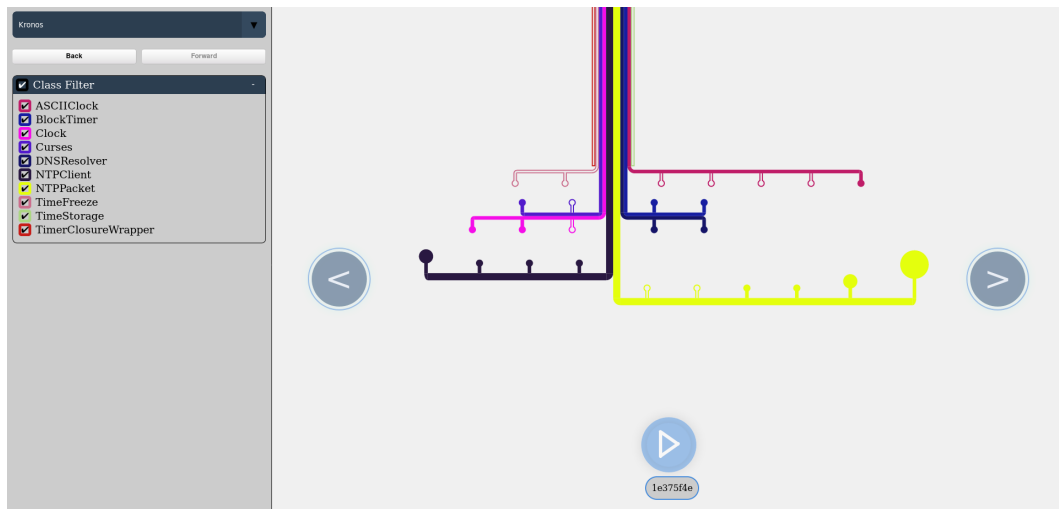 Kronos
Back
Forward
Class Filter
-
ASCIIClock
BlockTimer
Clock
Curses
DNSResolver
NTPClient
NTPPacket
TimeFreeze
TimeStorage
TimerClosureWrapper
<
>
1e375f4e